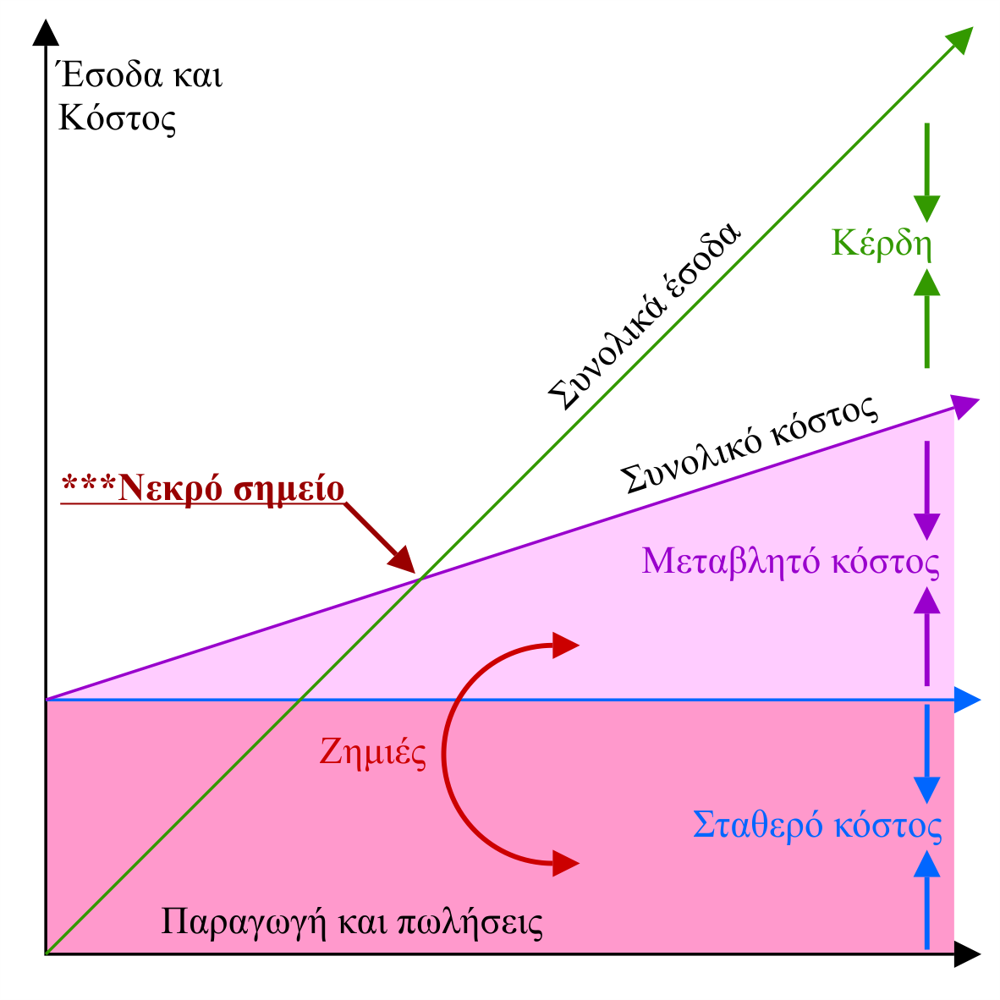 Έσοδα και
Κόστος
Κέρδη
Συνολικά έσοδα
Συνολικό κόστος
***Νεκρό σημείο
Μεταβλητό κόστος
Ζημιές
Σταθερό κόστος
Παραγωγή και πωλήσεις